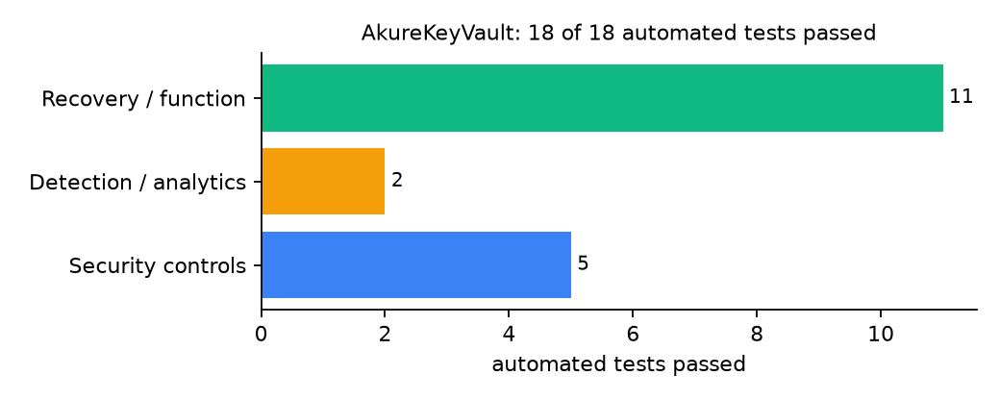 AkureKeyVault: 18 of 18 automated tests passed
Recovery / function
11
Detection / analytics
2
Security controls
5
0 2 4 6 8 10
automated tests passed